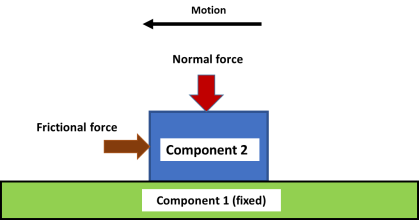 Motion
Normal force
Frictional force
Component 2
Component 1 (fixed)